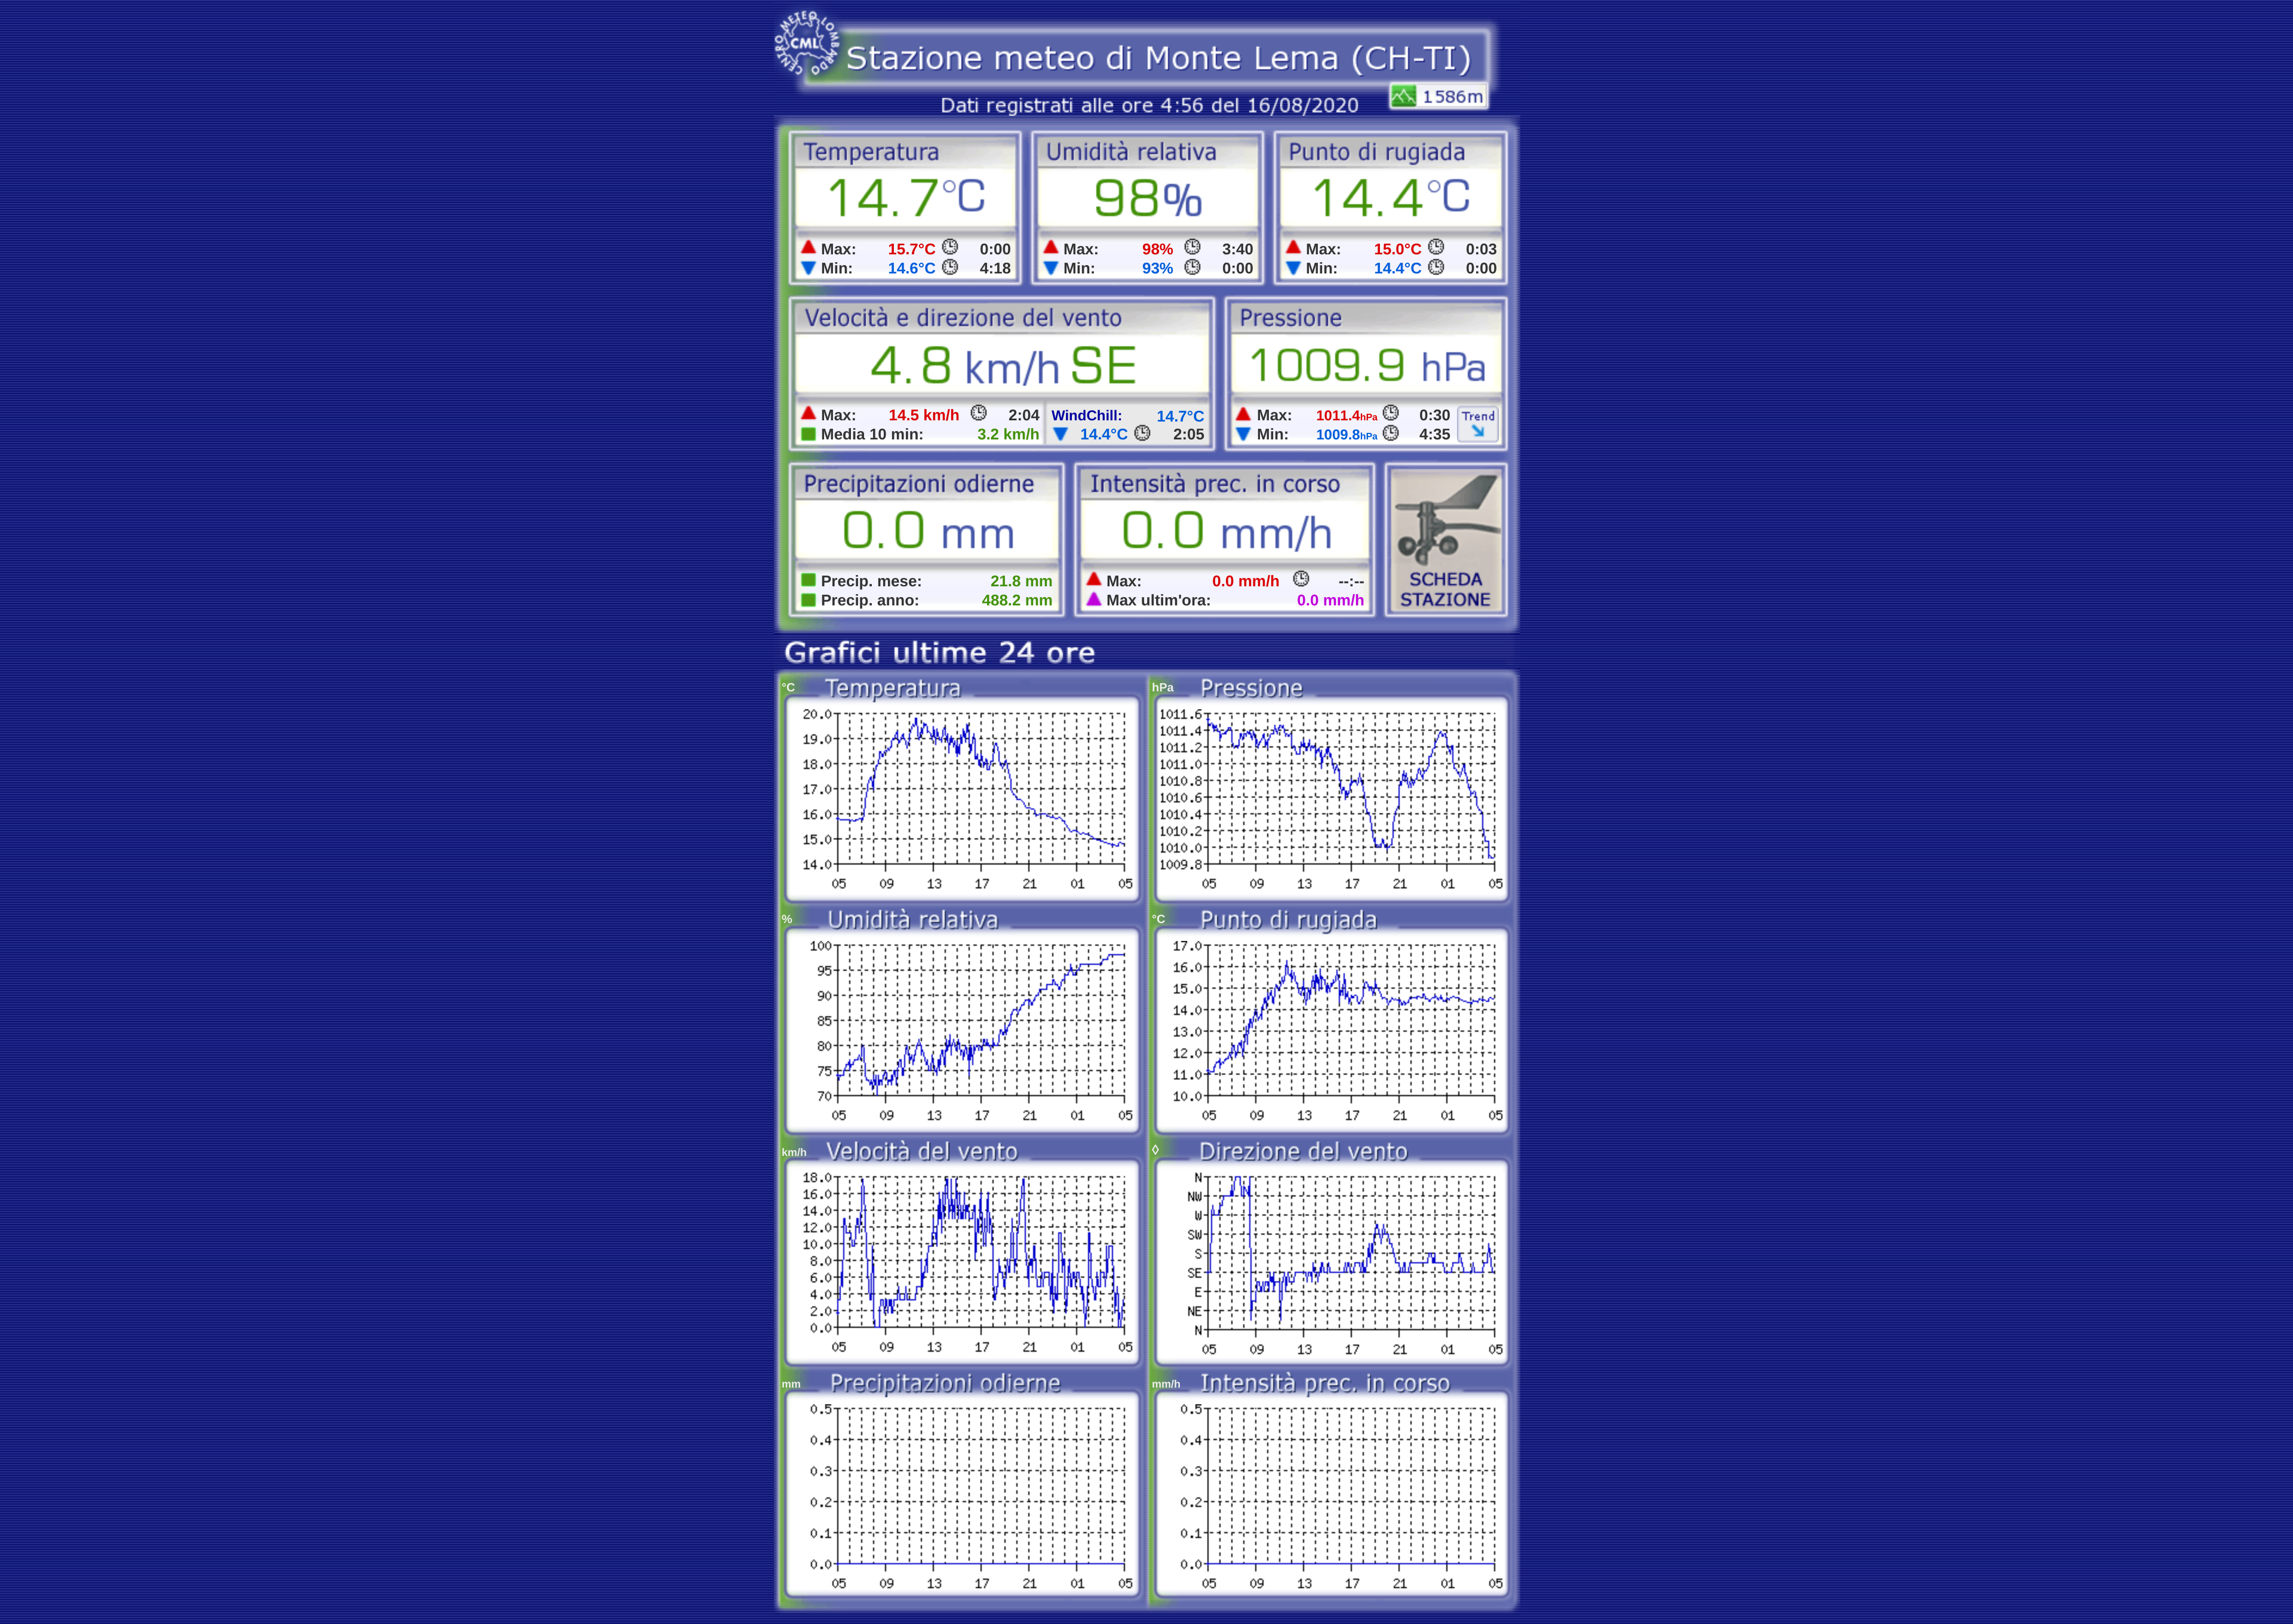 CENTRO METEO LOMBARDO
CML
Stazione meteo di Monte Lema (CH-TI)
Dati registrati alle ore 4:56 del 16/08/2020
1586m
Temperatura Umidità relativa Punto di rugiada
14.7°C 98% 14.4°C
Max: 15.7°C 0:00 Max: 98% 3:40 Max: 15.0°C 0:03
Min: 14.6°C 4:18 Min: 93% 0:00 Min: 14.4°C 0:00
Velocità e direzione del vento Pressione
4.8 km/h SE 1009.9 hPa
Max: 14.5 km/h 2:04 WindChill: 14.7°C Max: 1011.4hPa 0:30 Trend
Media 10 min: 3.2 km/h 14.4°C 2:05 Min: 1009.8hPa 4:35
Precipitazioni odierne Intensità prec. in corso
0.0 mm 0.0 mm/h
Precip. mese: 21.8 mm Max: 0.0 mm/h --:-- SCHEDA
Precip. anno: 488.2 mm Max ultim'ora: 0.0 mm/h STAZIONE
Grafici ultime 24 ore
°C Temperatura
20.0
19.0
18.0
17.0
16.0
15.0
14.0
05 09 13 17 21 01 05
hPa Pressione
1011.6
1011.4
1011.2
1011.0
1010.8
1010.6
1010.4
1010.2
1010.0
1009.8
05 09 13 17 21 01 05
% Umidità relativa
100
95
90
85
80
75
70
05 09 13 17 21 01 05
°C Punto di rugiada
17.0
16.0
15.0
14.0
13.0
12.0
11.0
10.0
05 09 13 17 21 01 05
km/h Velocità del vento
18.0
16.0
14.0
12.0
10.0
8.0
6.0
4.0
2.0
0.0
05 09 13 17 21 01 05
◊ Direzione del vento
N
NW
W
SW
S
SE
E
NE
N
05 09 13 17 21 01 05
mm Precipitazioni odierne
0.5
0.4
0.3
0.2
0.1
0.0
05 09 13 17 21 01 05
mm/h Intensità prec. in corso
0.5
0.4
0.3
0.2
0.1
0.0
05 09 13 17 21 01 05